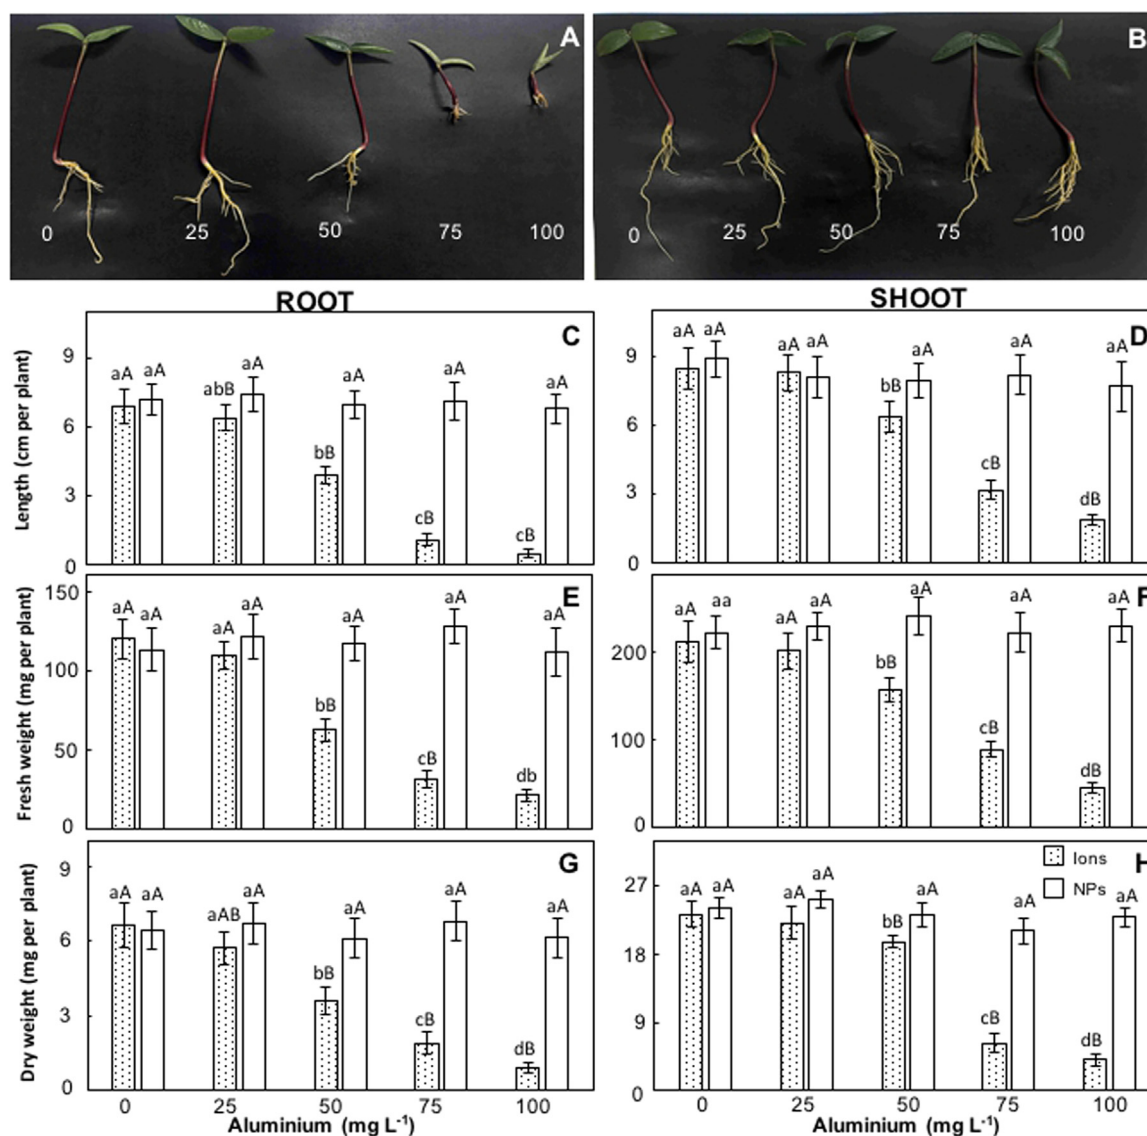 A
0 25 50 75 100
B
0 25 50 75 100
ROOT
SHOOT
C
Length (cm per plant)
9
6
3
0
aA aA
abB aA
bB aA
cB aA
cB aA
D
9
6
3
0
aA aA
aA aA
bB aA
cB aA
dB aA
E
Fresh weight (mg per plant)
150
100
50
0
aA aA
aA aA
bB aA
cB aA
db aA
F
200
100
0
aA aa
aA aA
bB aA
cB aA
dB aA
G
Dry weight (mg per plant)
9
6
3
0
aA aA
aAB aA
bB aA
cB aA
dB aA
0 25 50 75 100
Aluminium (mg L⁻¹)
H
Ions
NPs
27
18
9
0
aA aA
aA aA
bB aA
cB aA
dB aA
0 25 50 75 100
Aluminium (mg L⁻¹)